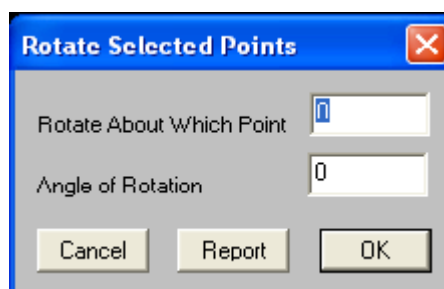 Rotate Selected Points
Rotate About Which Point 0
Angle of Rotation 0
Cancel Report OK